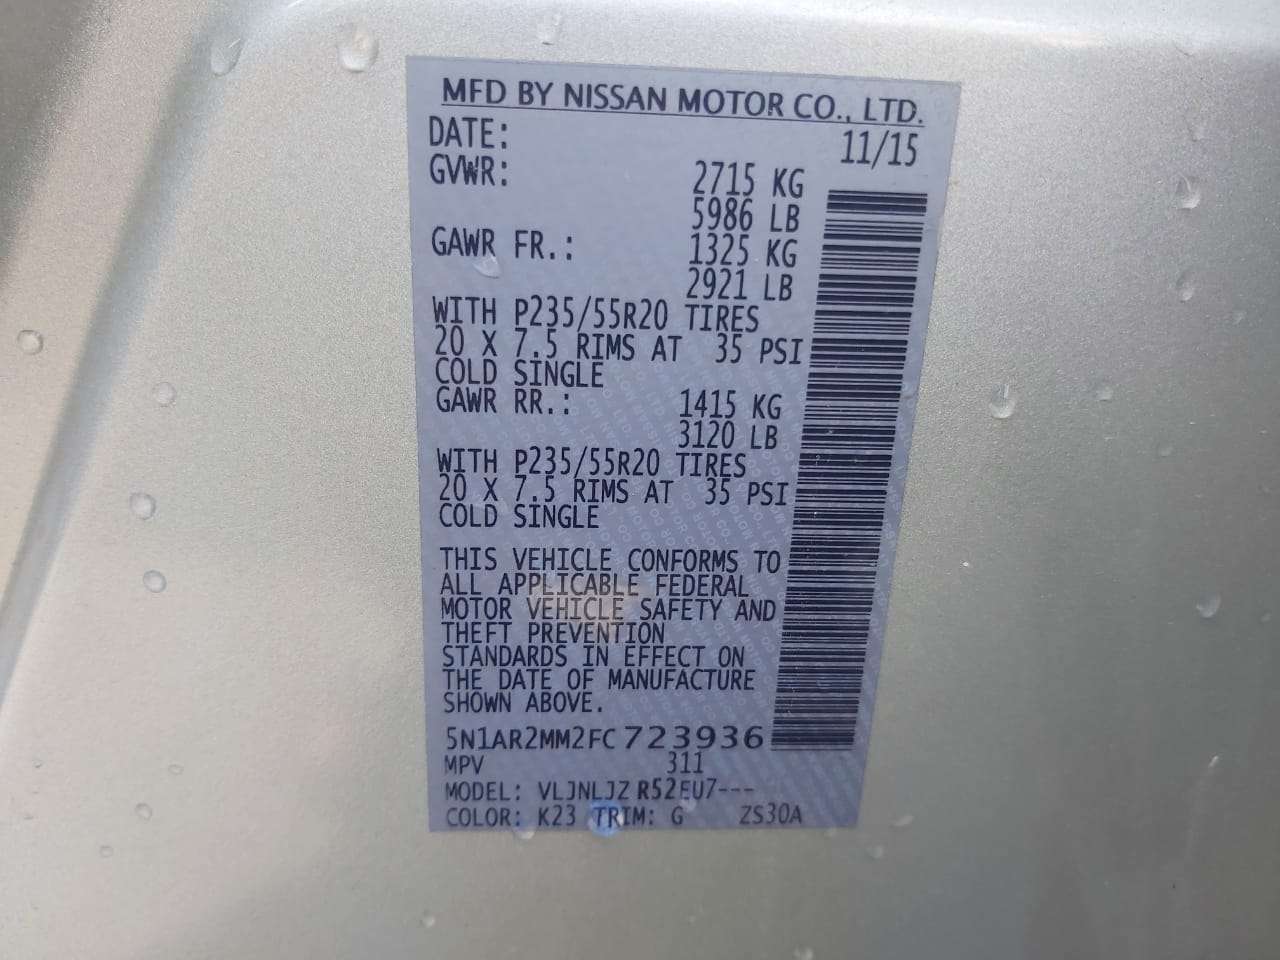 MFD BY NISSAN MOTOR CO., LTD.
DATE: 11/15
GVWR: 2715 KG
5986 LB
GAWR FR.: 1325 KG
2921 LB
WITH P235/55R20 TIRES
20 X 7.5 RIMS AT 35 PSI
COLD SINGLE
GAWR RR.: 1415 KG
3120 LB
WITH P235/55R20 TIRES
20 X 7.5 RIMS AT 35 PSI
COLD SINGLE
THIS VEHICLE CONFORMS TO
ALL APPLICABLE FEDERAL
MOTOR VEHICLE SAFETY AND
THEFT PREVENTION
STANDARDS IN EFFECT ON
THE DATE OF MANUFACTURE
SHOWN ABOVE.
5N1AR2MM2FC723936
MPV 311
MODEL: VLJNLJZ R52EU7---
COLOR: K23 TRIM: G ZS30A